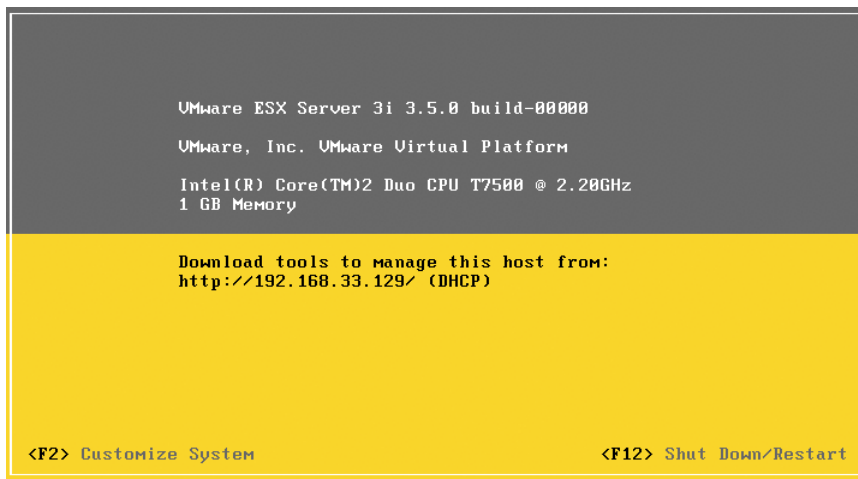 VMware ESX Server 3i 3.5.0 build-00000
VMware, Inc. VMware Virtual Platform
Intel(R) Core(TM)2 Duo CPU T7500 @ 2.20GHz
1 GB Memory
Download tools to manage this host from:
http://192.168.33.129/ (DHCP)
<F2> Customize System
<F12> Shut Down/Restart